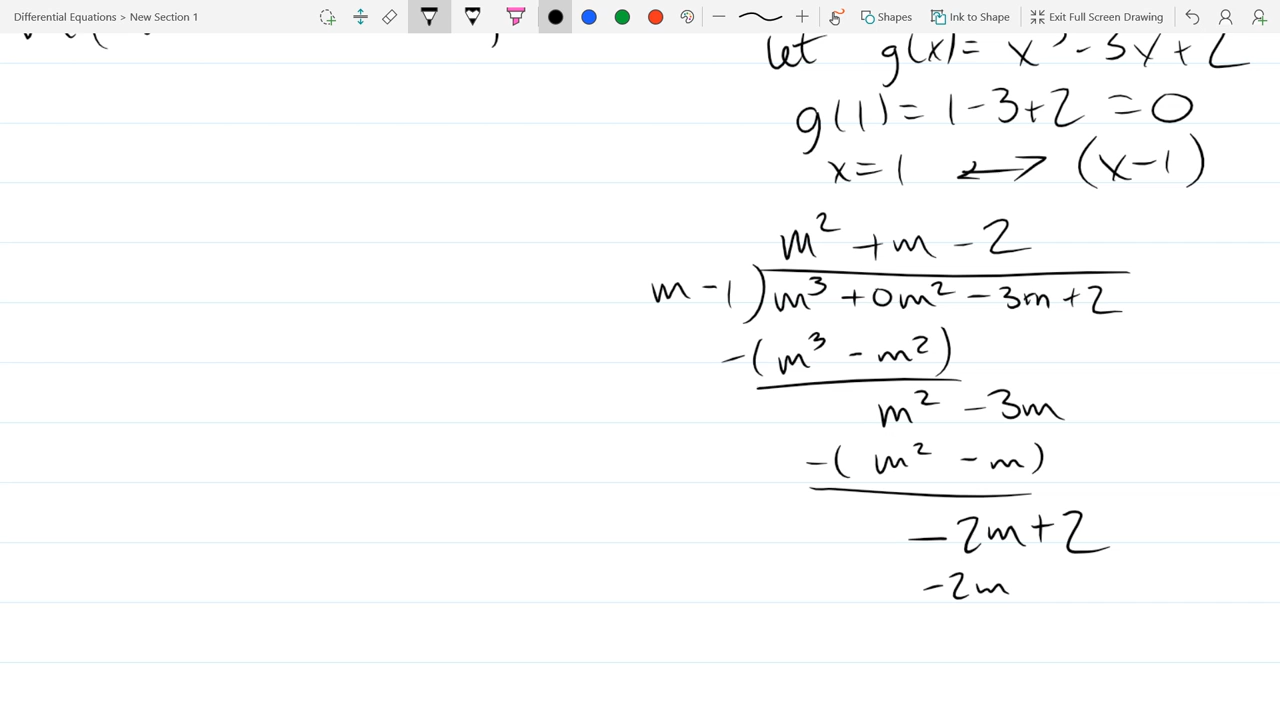 Differential Equations > New Section 1
Shapes
Ink to Shape
Exit Full Screen Drawing
let g(x) = x³ - 3x + 2
g(1) = 1 - 3 + 2 = 0
x = 1 ⟷ (x - 1)
m² + m - 2
m - 1 ) m³ + 0m² - 3m + 2
-( m³ - m² )
m² - 3m
-( m² - m )
- 2m + 2
- 2m